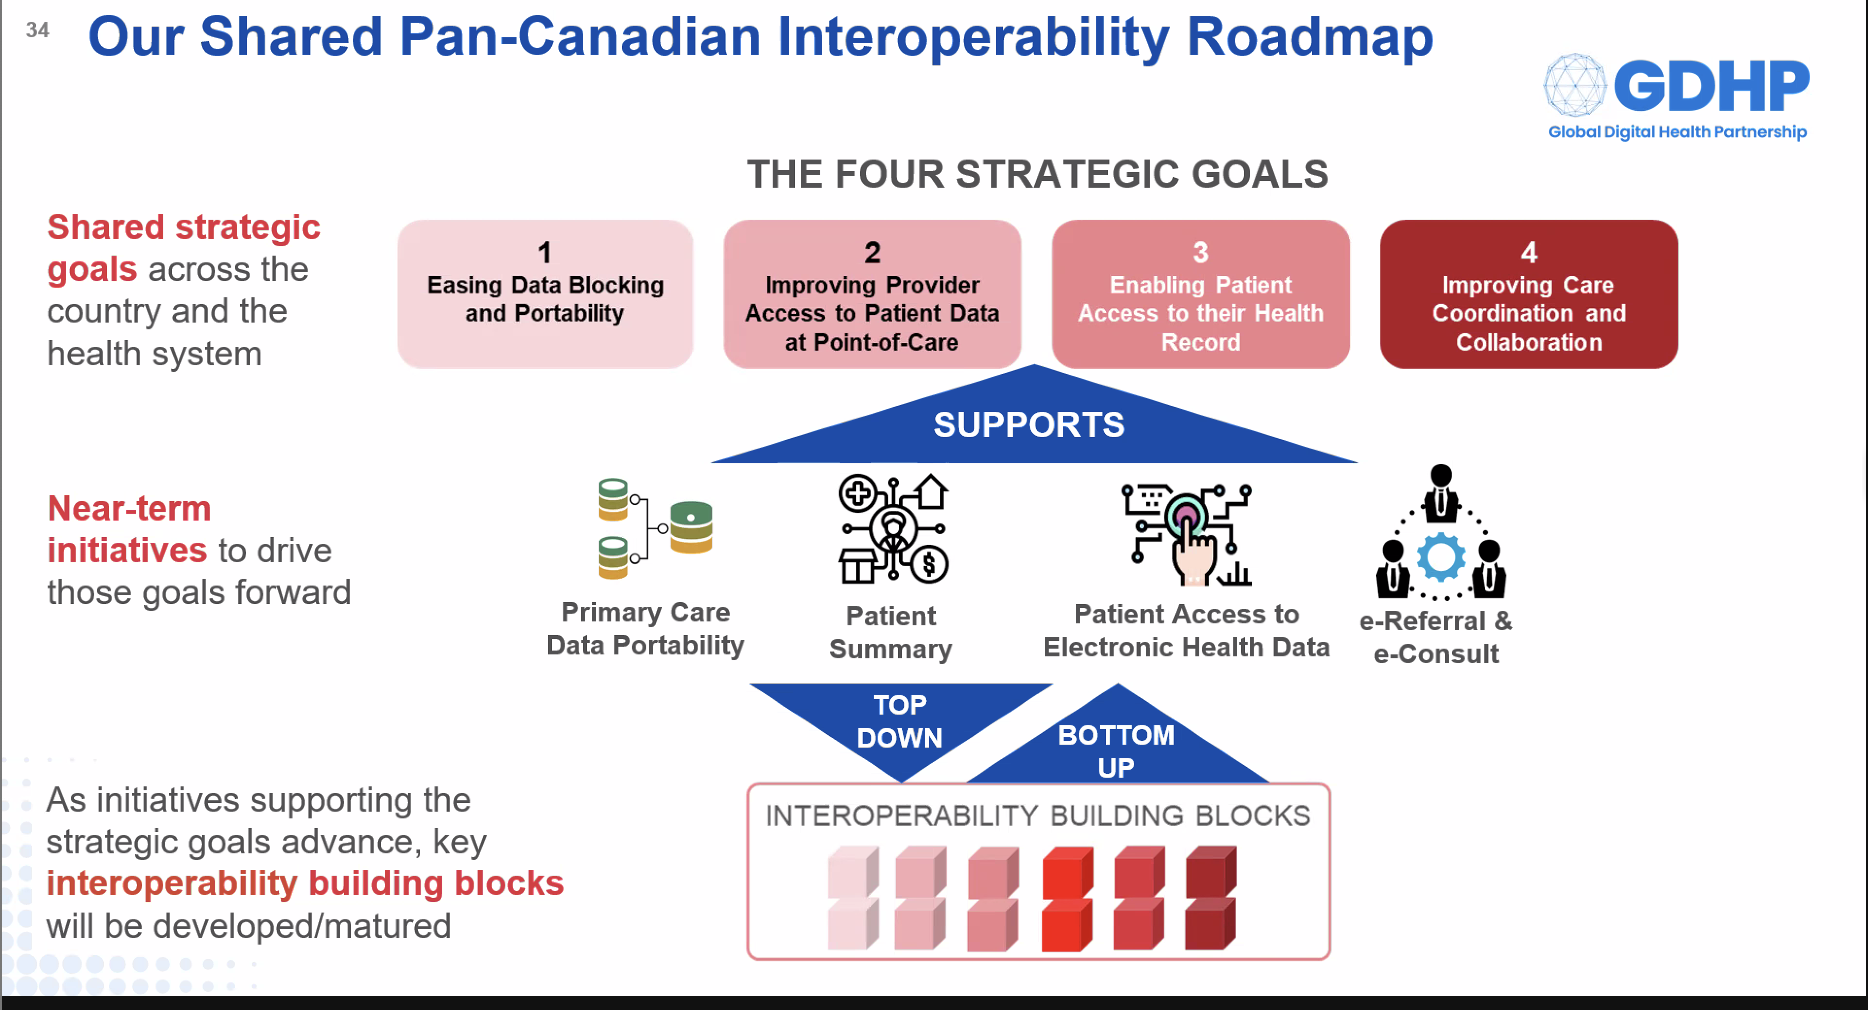 34
Our Shared Pan-Canadian Interoperability Roadmap
GDHP
Global Digital Health Partnership
THE FOUR STRATEGIC GOALS
Shared strategic
goals across the
country and the
health system
1
Easing Data Blocking
and Portability
2
Improving Provider
Access to Patient Data
at Point-of-Care
3
Enabling Patient
Access to their Health
Record
4
Improving Care
Coordination and
Collaboration
SUPPORTS
Near-term
initiatives to drive
those goals forward
$
Primary Care
Data Portability
Patient
Summary
Patient Access to
Electronic Health Data
e-Referral &
e-Consult
TOP
DOWN
BOTTOM
UP
As initiatives supporting the
strategic goals advance, key
interoperability building blocks
will be developed/matured
INTEROPERABILITY BUILDING BLOCKS